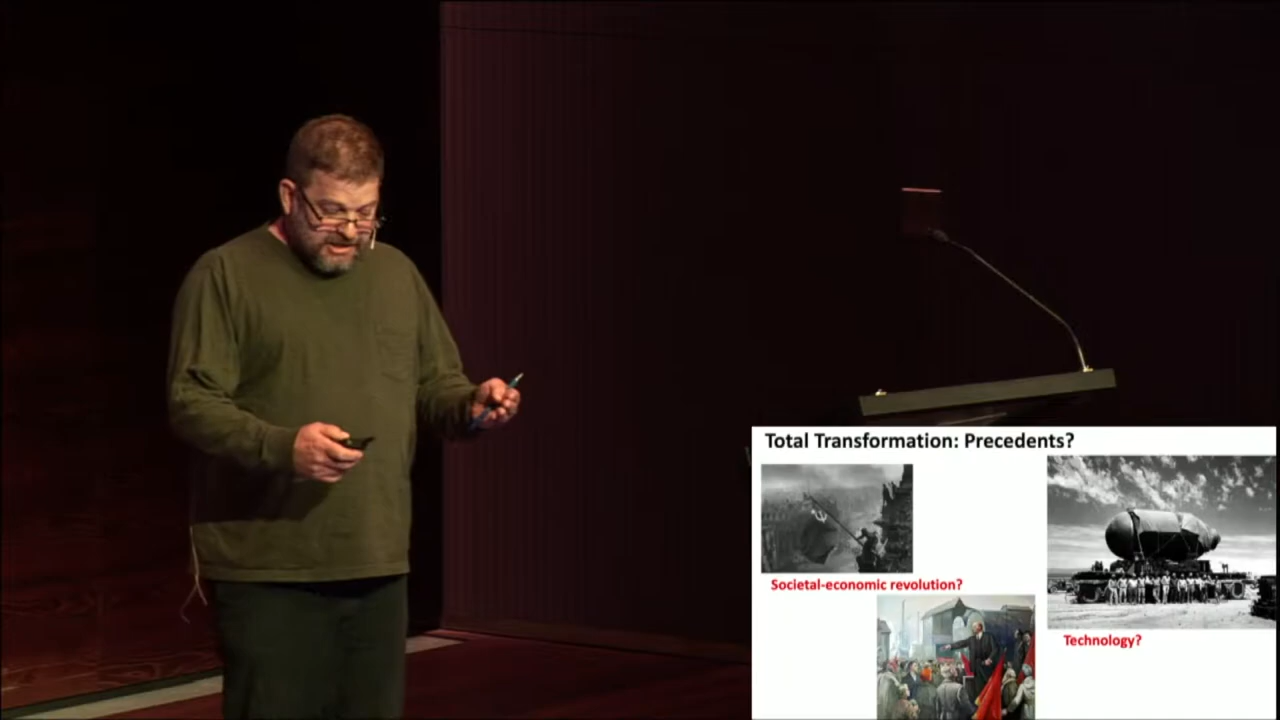 Total Transformation: Precedents?
Societal-economic revolution?
Technology?